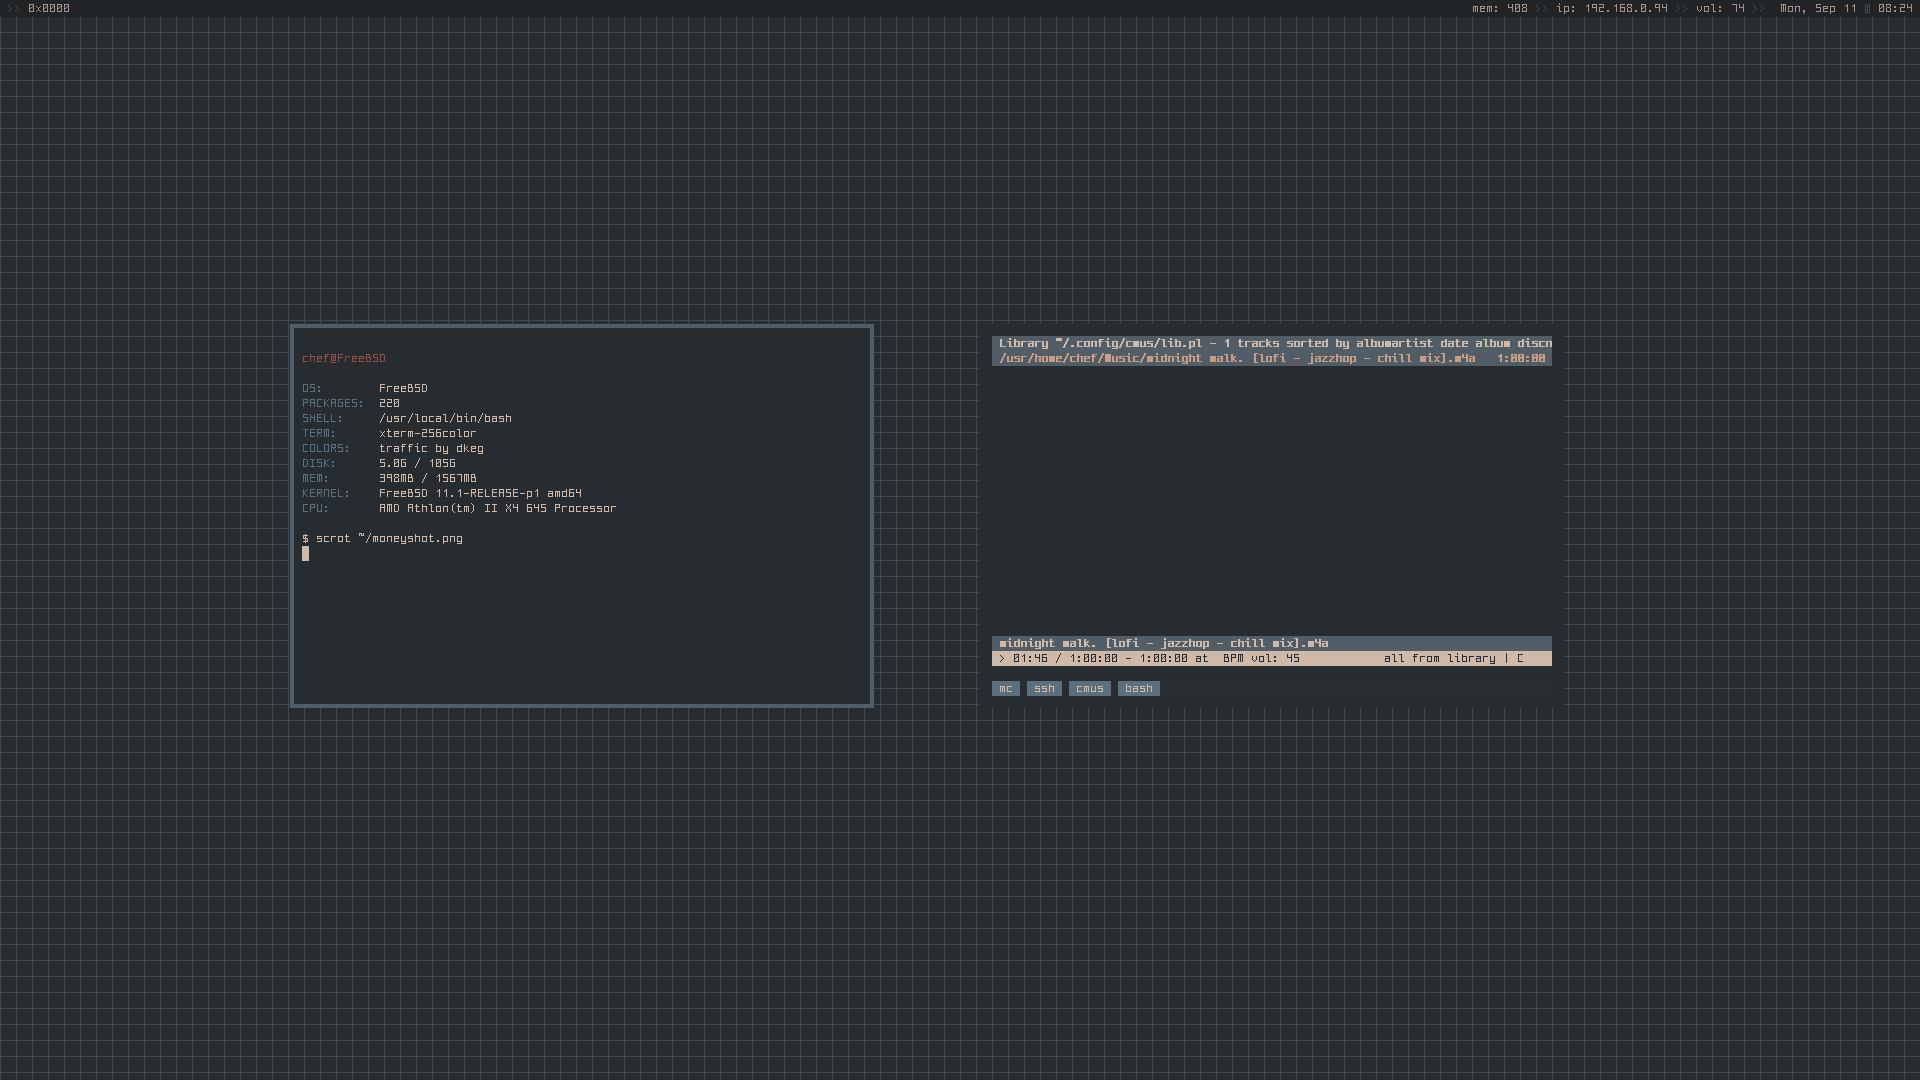 >> 0x0000
mem: 408 >> ip: 192.168.0.94 >> vol: 74 >> Mon, Sep 11 @ 08:24
chef@FreeBSD
OS: FreeBSD
PACKAGES: 220
SHELL: /usr/local/bin/bash
TERM: xterm-256color
COLORS: traffic by dkeg
DISK: 5.0G / 105G
MEM: 398MB / 1567MB
KERNEL: FreeBSD 11.1-RELEASE-p1 amd64
CPU: AMD Athlon(tm) II X4 645 Processor
$ scrot ~/moneyshot.png
Library ~/.config/cmus/lib.pl - 1 tracks sorted by albumartist date album discn
/usr/home/chef/Music/midnight walk. [lofi - jazzhop - chill mix].m4a 1:00:00
midnight walk. [lofi - jazzhop - chill mix].m4a
> 01:46 / 1:00:00 - 1:00:00 at BPM vol: 45 all from library | C
mc ssh cmus bash